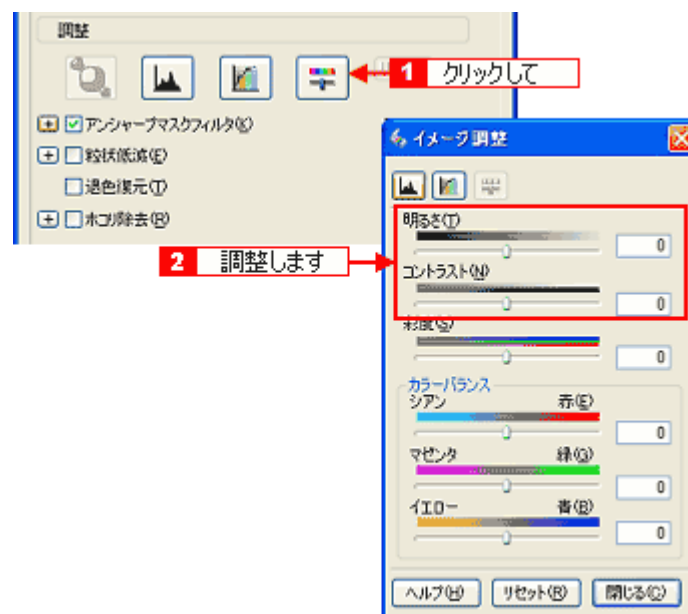 調整
1 クリックして
アンシャープマスクフィルタ(K)
粒状低減(E)
退色復元(T)
ホコリ除去(R)
2 調整します
イメージ調整
明るさ(T)
0
コントラスト(N)
0
彩度(S)
0
カラーバランス
シアン 赤(E)
0
マゼンタ 緑(G)
0
イエロー 青(B)
0
ヘルプ(H) リセット(R) 閉じる(C)